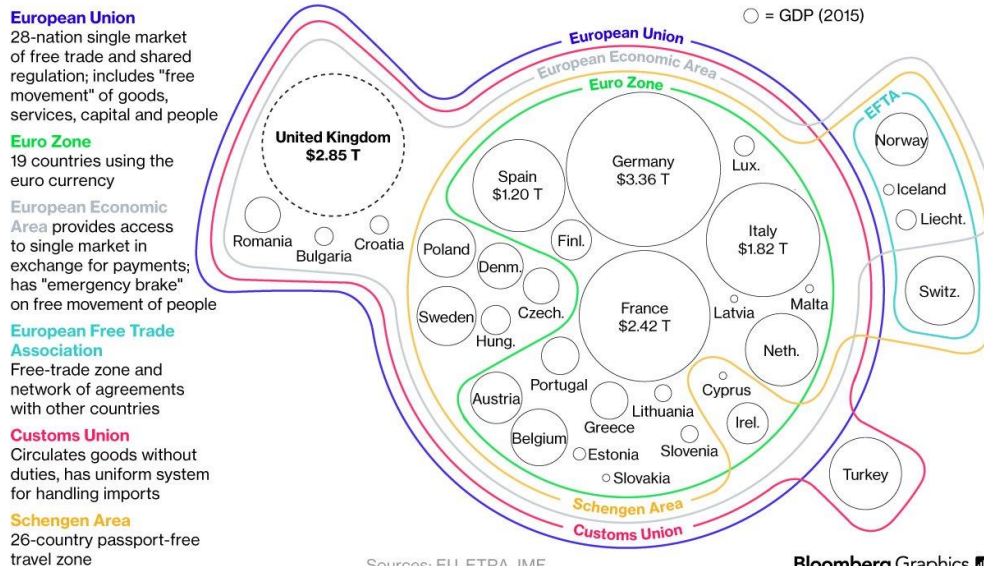 European Union
28-nation single market
of free trade and shared
regulation; includes "free
movement" of goods,
services, capital and people
Euro Zone
19 countries using the
euro currency
European Economic
Area provides access
to single market in
exchange for payments;
has "emergency brake"
on free movement of people
European Free Trade
Association
Free-trade zone and
network of agreements
with other countries
Customs Union
Circulates goods without
duties, has uniform system
for handling imports
Schengen Area
26-country passport-free
travel zone
= GDP (2015)
European Union
European Economic Area
Euro Zone
EFTA
United Kingdom
$2.85 T
Romania
Bulgaria
Croatia
Spain
$1.20 T
Germany
$3.36 T
Lux.
Norway
Iceland
Liecht.
Switz.
Poland
Denm.
Finl.
Italy
$1.82 T
Sweden
Czech.
Hung.
France
$2.42 T
Latvia
Malta
Neth.
Portugal
Austria
Greece
Lithuania
Cyprus
Irel.
Belgium
Estonia
Slovenia
Slovakia
Turkey
Schengen Area
Customs Union
Bloomberg Graphics